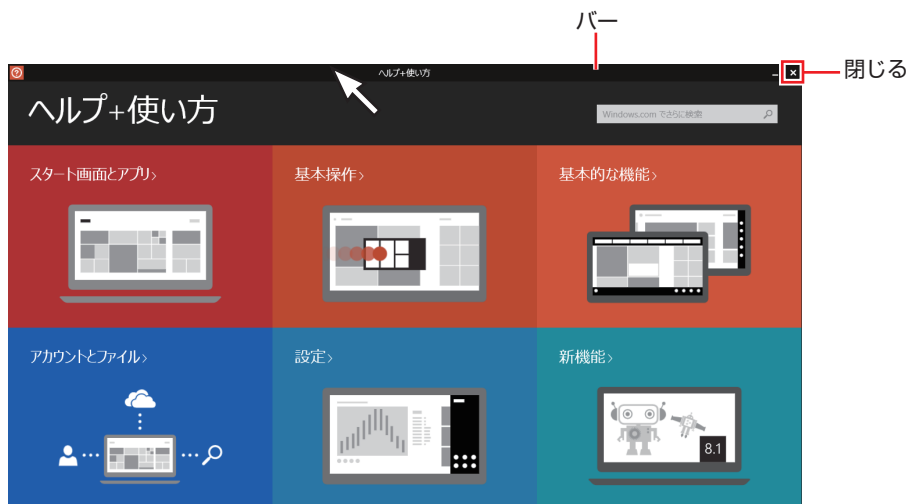 バー
ヘルプ+使い方
閉じる
ヘルプ+使い方
Windows.com でさらに検索
スタート画面とアプリ>
基本操作>
基本的な機能>
アカウントとファイル>
設定>
新機能>
8.1